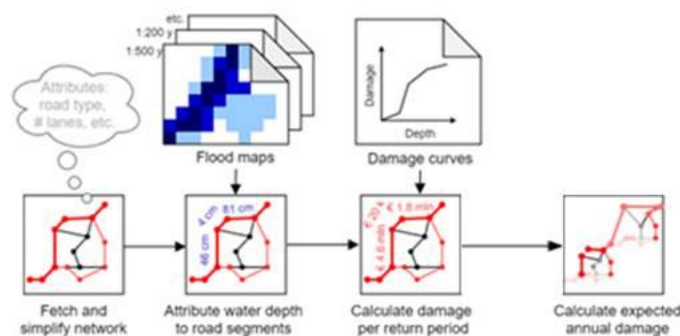 etc.
1:200 y
1:500 y
Attributes:
road type,
# lanes, etc.
Damage
Depth
Flood maps
Damage curves
46 cm
4 cm
81 cm
€ 4.6 mln
€ 1.8 mln
Fetch and
simplify network
Attribute water depth
to road segments
Calculate damage
per return period
Calculate expected
annual damage